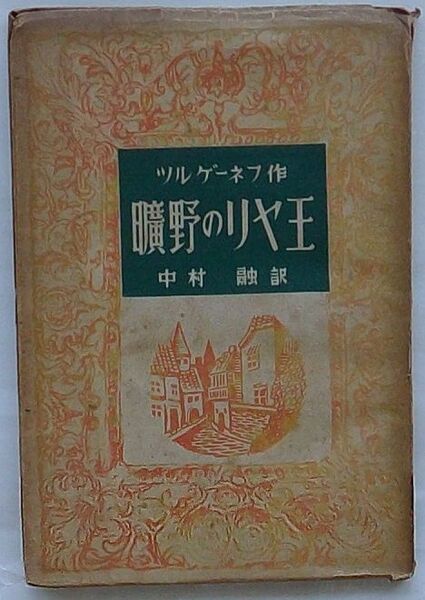 ツルゲーネフ作
曠野のリヤ王
中村 融訳